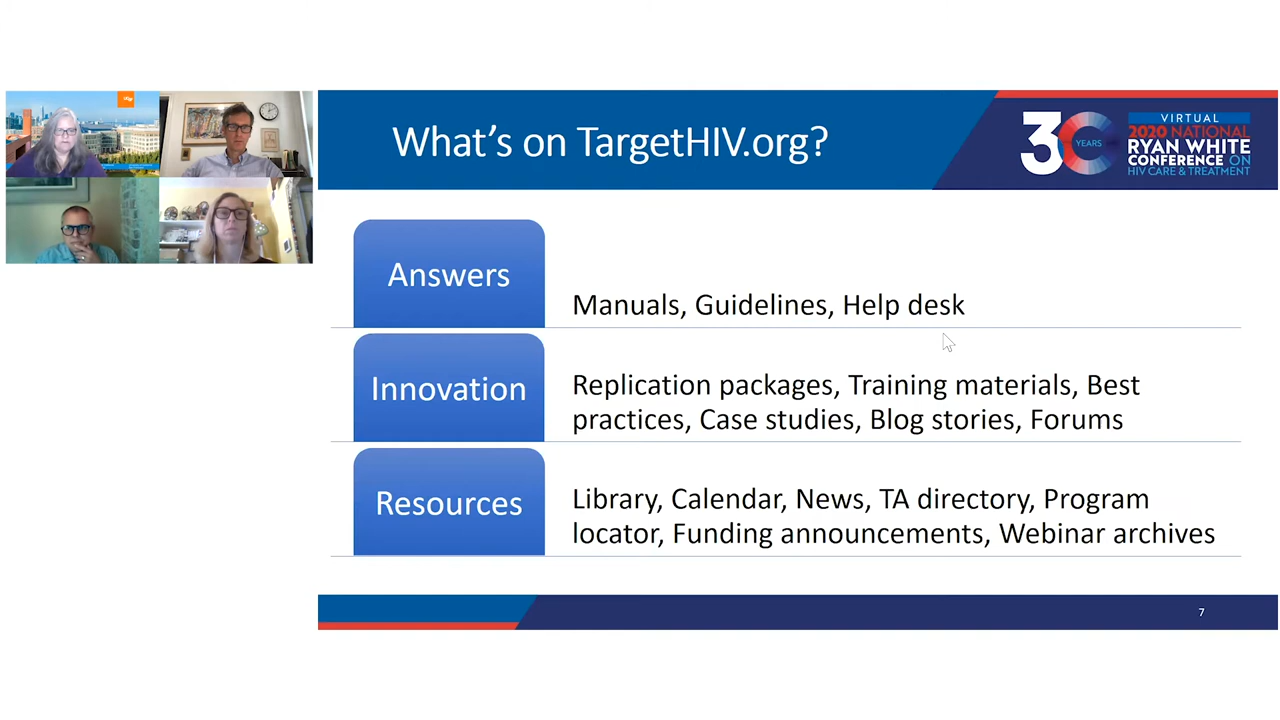 What's on TargetHIV.org?
30
YEARS
VIRTUAL
2020 NATIONAL
RYAN WHITE
CONFERENCE ON
HIV CARE & TREATMENT
Answers
Manuals, Guidelines, Help desk
Innovation
Replication packages, Training materials, Best
practices, Case studies, Blog stories, Forums
Resources
Library, Calendar, News, TA directory, Program
locator, Funding announcements, Webinar archives
7